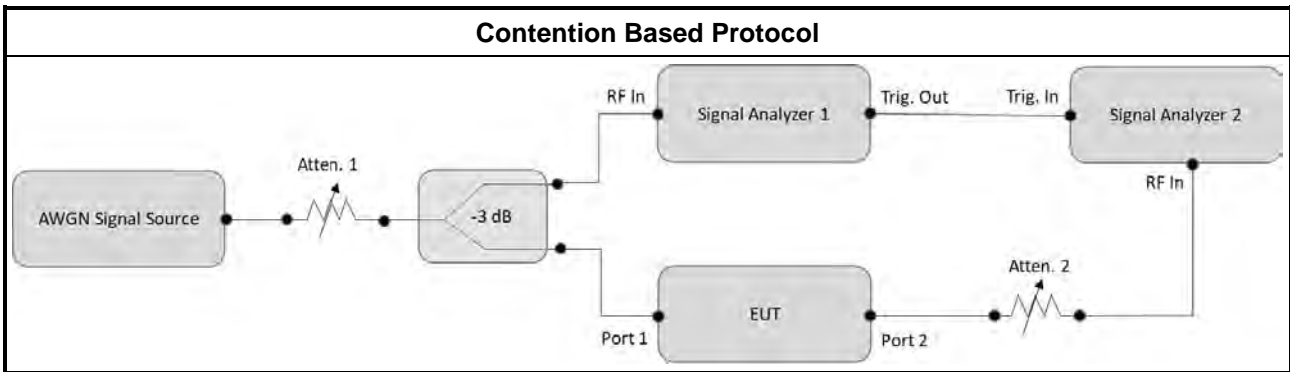 Contention Based Protocol
RF In
Signal Analyzer 1
Trig. Out
Trig. In
Signal Analyzer 2
RF In
Atten. 1
AWGN Signal Source
-3 dB
Atten. 2
EUT
Port 1
Port 2